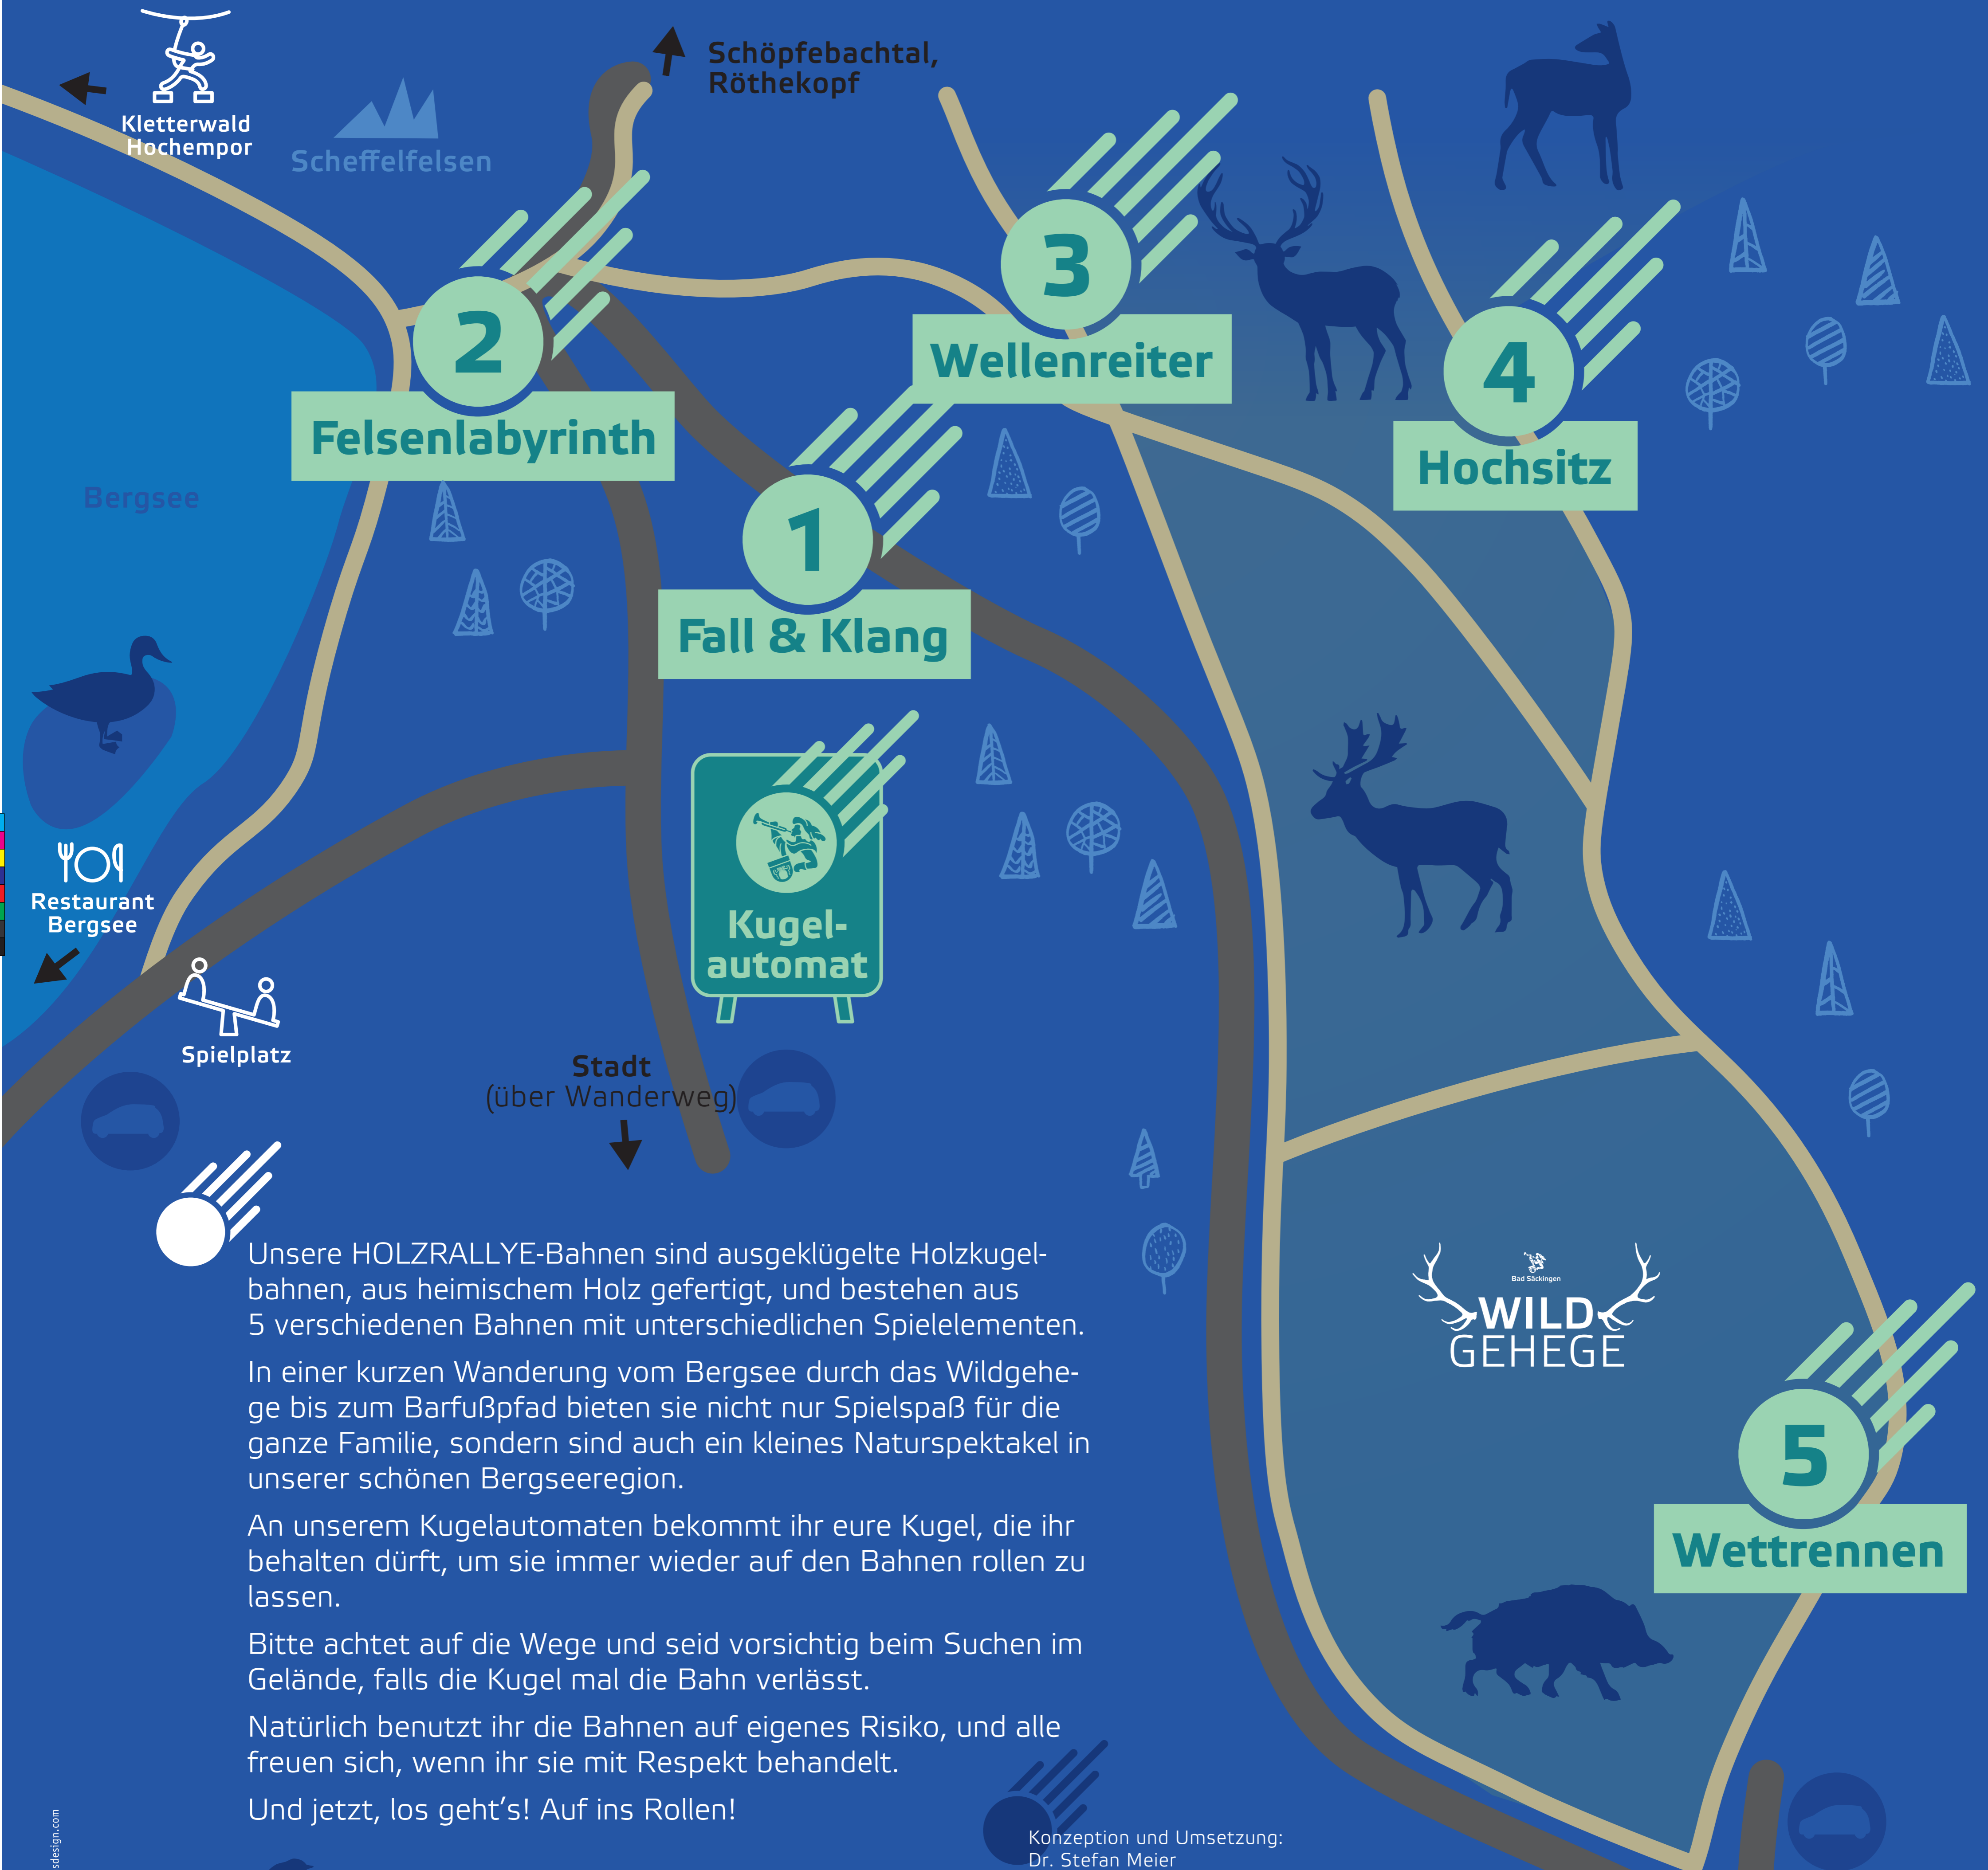 Schöpfebachtal,
Röthekopf
Kletterwald
Hochempor
Scheffelfelsen
3
Wellenreiter
2
Felsenlabyrinth
4
Hochsitz
Bergsee
1
Fall & Klang
Kugel-
automat
Restaurant
Bergsee
Spielplatz
Stadt
(über Wanderweg)
Bad Säckingen
WILD
GEHEGE
5
Wettrennen
Unsere HOLZRALLYE-Bahnen sind ausgeklügelte Holzkugel-
bahnen, aus heimischem Holz gefertigt, und bestehen aus
5 verschiedenen Bahnen mit unterschiedlichen Spielelementen.
In einer kurzen Wanderung vom Bergsee durch das Wildgehe-
ge bis zum Barfußpfad bieten sie nicht nur Spielspaß für die
ganze Familie, sondern sind auch ein kleines Naturspektakel in
unserer schönen Bergseeregion.
An unserem Kugelautomaten bekommt ihr eure Kugel, die ihr
behalten dürft, um sie immer wieder auf den Bahnen rollen zu
lassen.
Bitte achtet auf die Wege und seid vorsichtig beim Suchen im
Gelände, falls die Kugel mal die Bahn verlässt.
Natürlich benutzt ihr die Bahnen auf eigenes Risiko, und alle
freuen sich, wenn ihr sie mit Respekt behandelt.
Und jetzt, los geht's! Auf ins Rollen!
Konzeption und Umsetzung:
Dr. Stefan Meier
sdesign.com